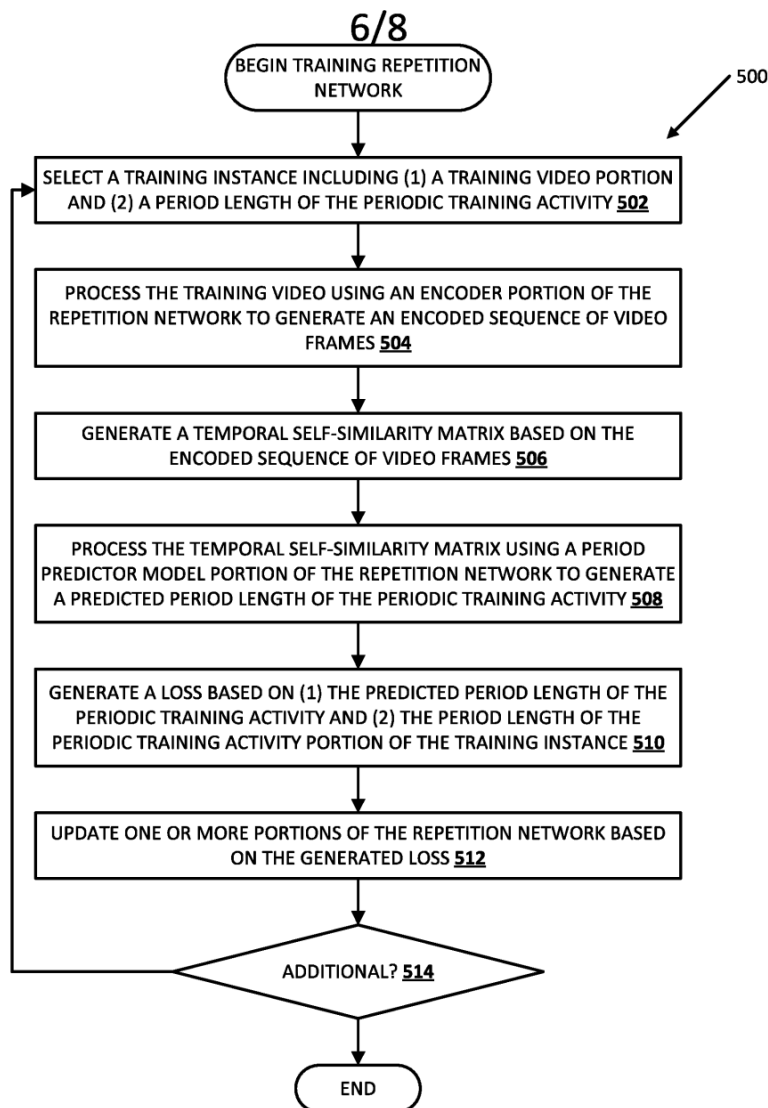 6/8
BEGIN TRAINING REPETITION
NETWORK
500
SELECT A TRAINING INSTANCE INCLUDING (1) A TRAINING VIDEO PORTION
AND (2) A PERIOD LENGTH OF THE PERIODIC TRAINING ACTIVITY 502
PROCESS THE TRAINING VIDEO USING AN ENCODER PORTION OF THE
REPETITION NETWORK TO GENERATE AN ENCODED SEQUENCE OF VIDEO
FRAMES 504
GENERATE A TEMPORAL SELF-SIMILARITY MATRIX BASED ON THE
ENCODED SEQUENCE OF VIDEO FRAMES 506
PROCESS THE TEMPORAL SELF-SIMILARITY MATRIX USING A PERIOD
PREDICTOR MODEL PORTION OF THE REPETITION NETWORK TO GENERATE
A PREDICTED PERIOD LENGTH OF THE PERIODIC TRAINING ACTIVITY 508
GENERATE A LOSS BASED ON (1) THE PREDICTED PERIOD LENGTH OF THE
PERIODIC TRAINING ACTIVITY AND (2) THE PERIOD LENGTH OF THE
PERIODIC TRAINING ACTIVITY PORTION OF THE TRAINING INSTANCE 510
UPDATE ONE OR MORE PORTIONS OF THE REPETITION NETWORK BASED
ON THE GENERATED LOSS 512
ADDITIONAL? 514
END